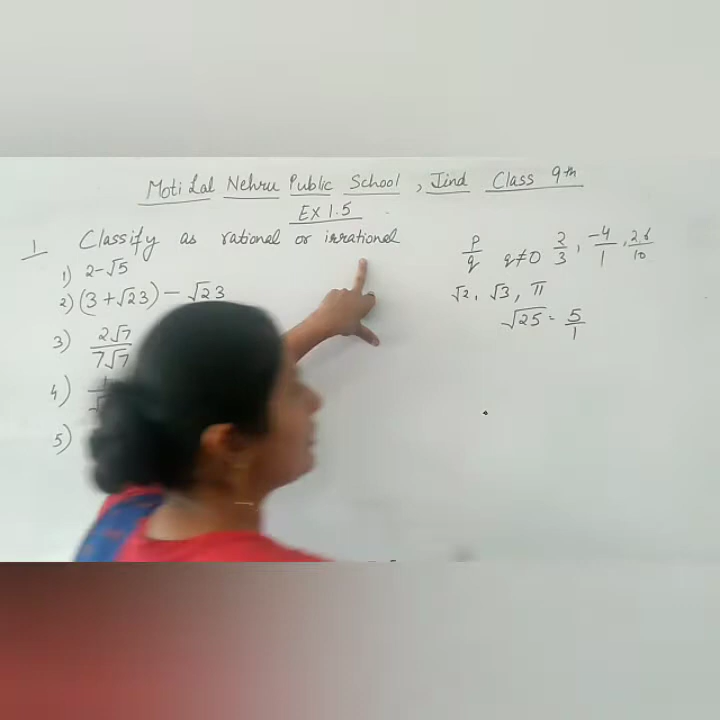 Moti Lal Nehru Public School, Jind Class 9th
EX 1.5
1 Classify as rational or irrational
1) 2-√5
2) (3+√23) - √23
3) 2√7/7√7
4) 1/√
5)
p/q q≠0 2/3, -4/1, 2,6/10
√2, √3, π
√25 = 5/1